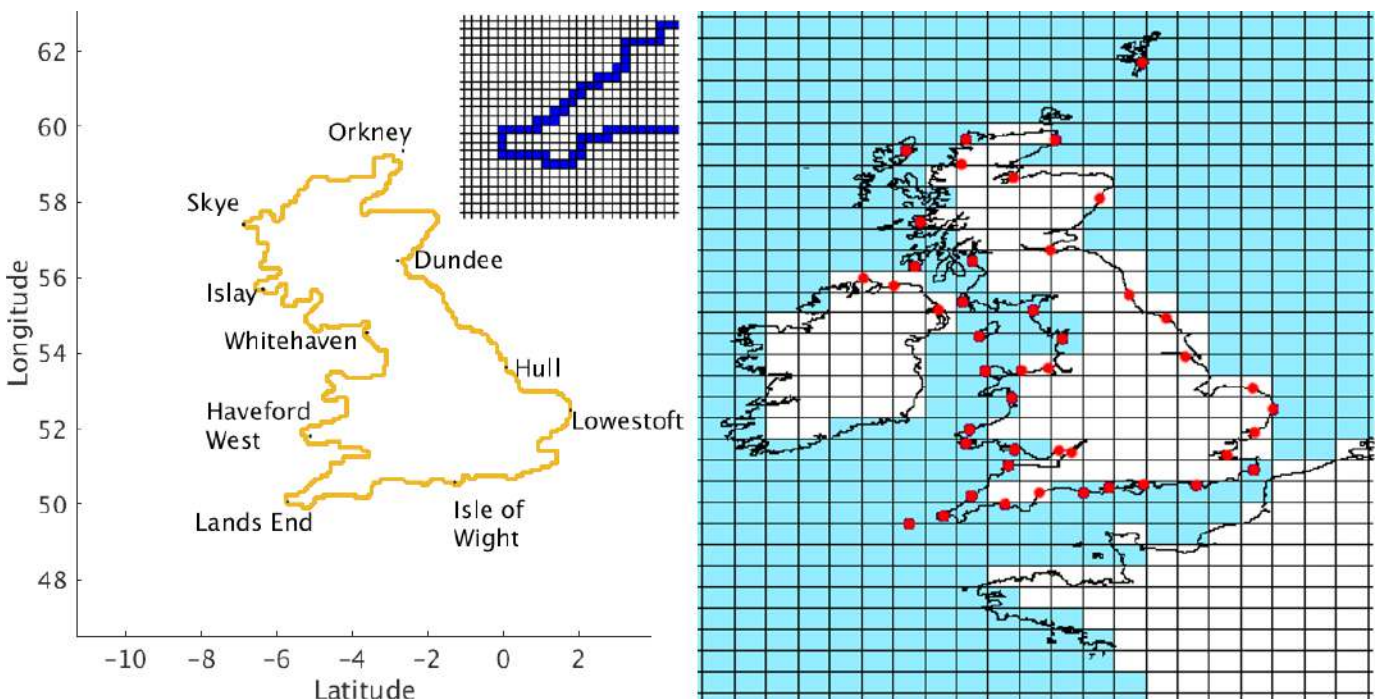 62
60
58
56
54
52
50
48
Longitude
Orkney
Skye
Dundee
Islay
Whitehaven
Hull
Haveford
West
Lowestoft
Lands End
Isle of
Wight
-10
-8
-6
-4
-2
0
2
Latitude